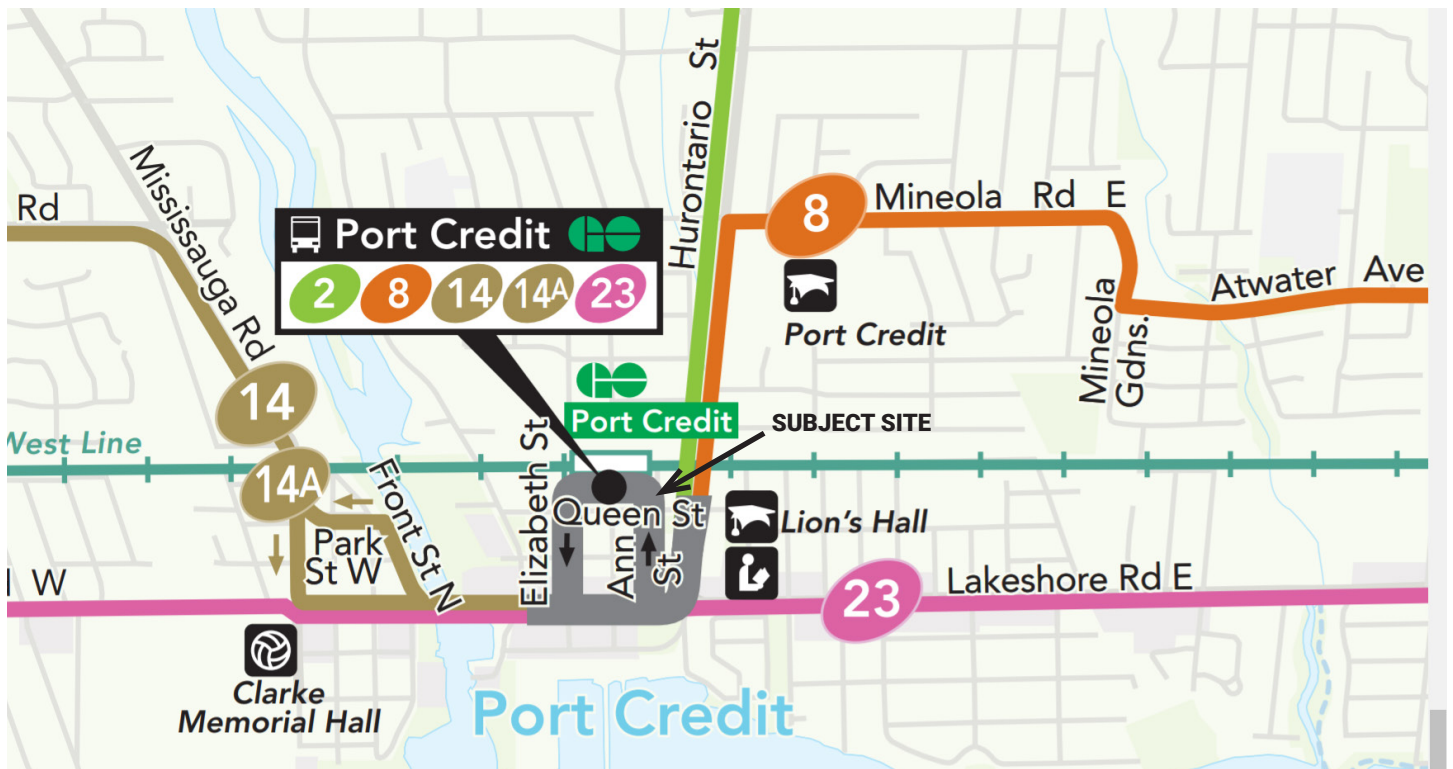 Mississauga Rd
Rd
Hurontario St
8
Mineola Rd E
Port Credit GO
2 8 14 14A 23
Port Credit
Atwater Ave
Mineola
Gdns.
14
GO
Port Credit
SUBJECT SITE
West Line
14A
Front St N
Elizabeth St
Queen St
Ann St
Lion's Hall
Park
St W
W
23
Lakeshore Rd E
Clarke
Memorial Hall
Port Credit